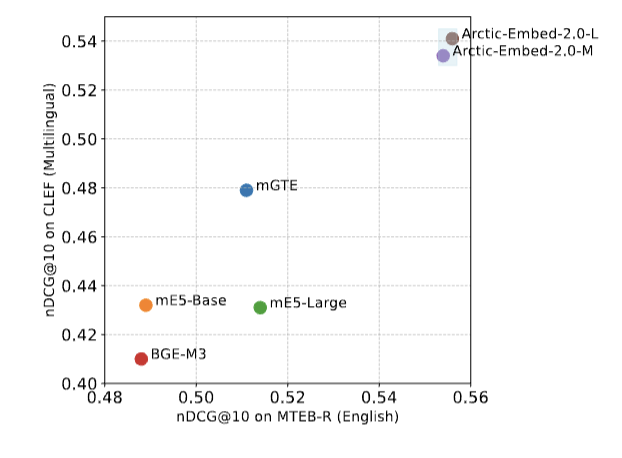 Arctic-Embed-2.0-L
Arctic-Embed-2.0-M
mGTE
mE5-Base
mE5-Large
BGE-M3
0.54
0.52
0.50
0.48
0.46
0.44
0.42
0.40
nDCG@10 on CLEF (Multilingual)
0.48 0.50 0.52 0.54 0.56
nDCG@10 on MTEB-R (English)